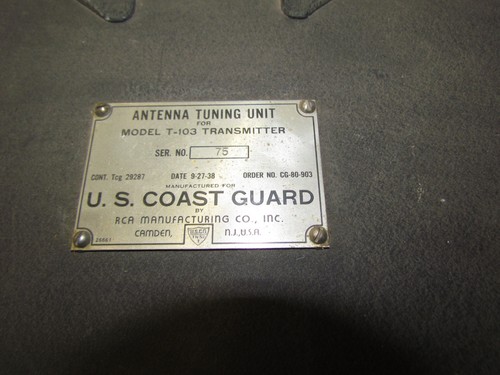 ANTENNA TUNING UNIT
FOR
MODEL T-103 TRANSMITTER
SER. NO. 75
CONT. Tcg 28287 DATE 9-27-38 ORDER NO. CG-80-903
MANUFACTURED FOR
U. S. COAST GUARD
BY
RCA MANUFACTURING CO., INC.
CAMDEN, N.J., U.S.A.